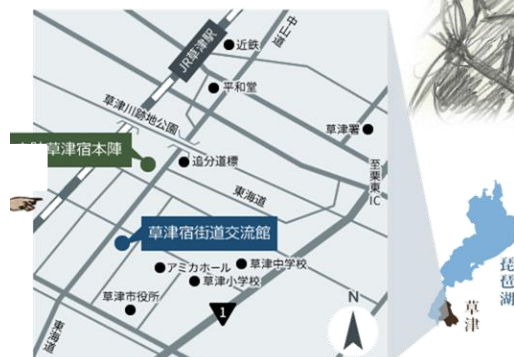 近鉄
中山道
JR草津駅
平和堂
草津川跡地公園
草津署
草津宿本陣
追分道標
至栗東IC
東海道
草津宿街道交流館
アミカホール
草津中学校
草津小学校
草津市役所
1
N
東海道
琵琶湖
草津